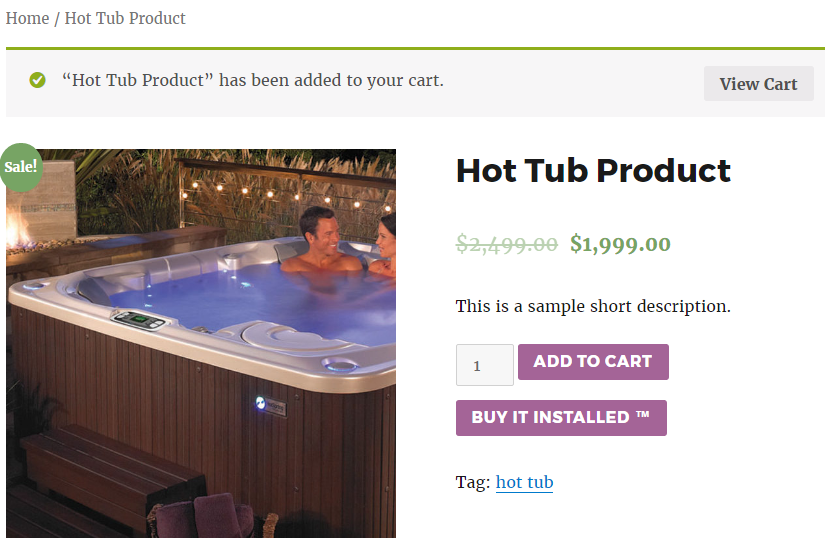 Home / Hot Tub Product
“Hot Tub Product” has been added to your cart.
View Cart
Sale!
Hot Tub Product
$2,499.00 $1,999.00
This is a sample short description.
1
ADD TO CART
BUY IT INSTALLED ™
Tag: hot tub